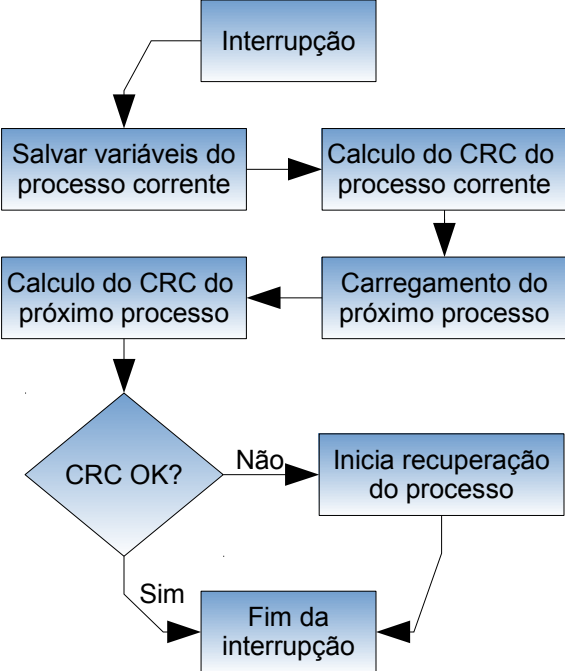 Interrupção
Salvar variáveis do
processo corrente
Calculo do CRC do
processo corrente
Calculo do CRC do
próximo processo
Carregamento do
próximo processo
CRC OK?
Não
Inicia recuperação
do processo
Sim
Fim da
interrupção